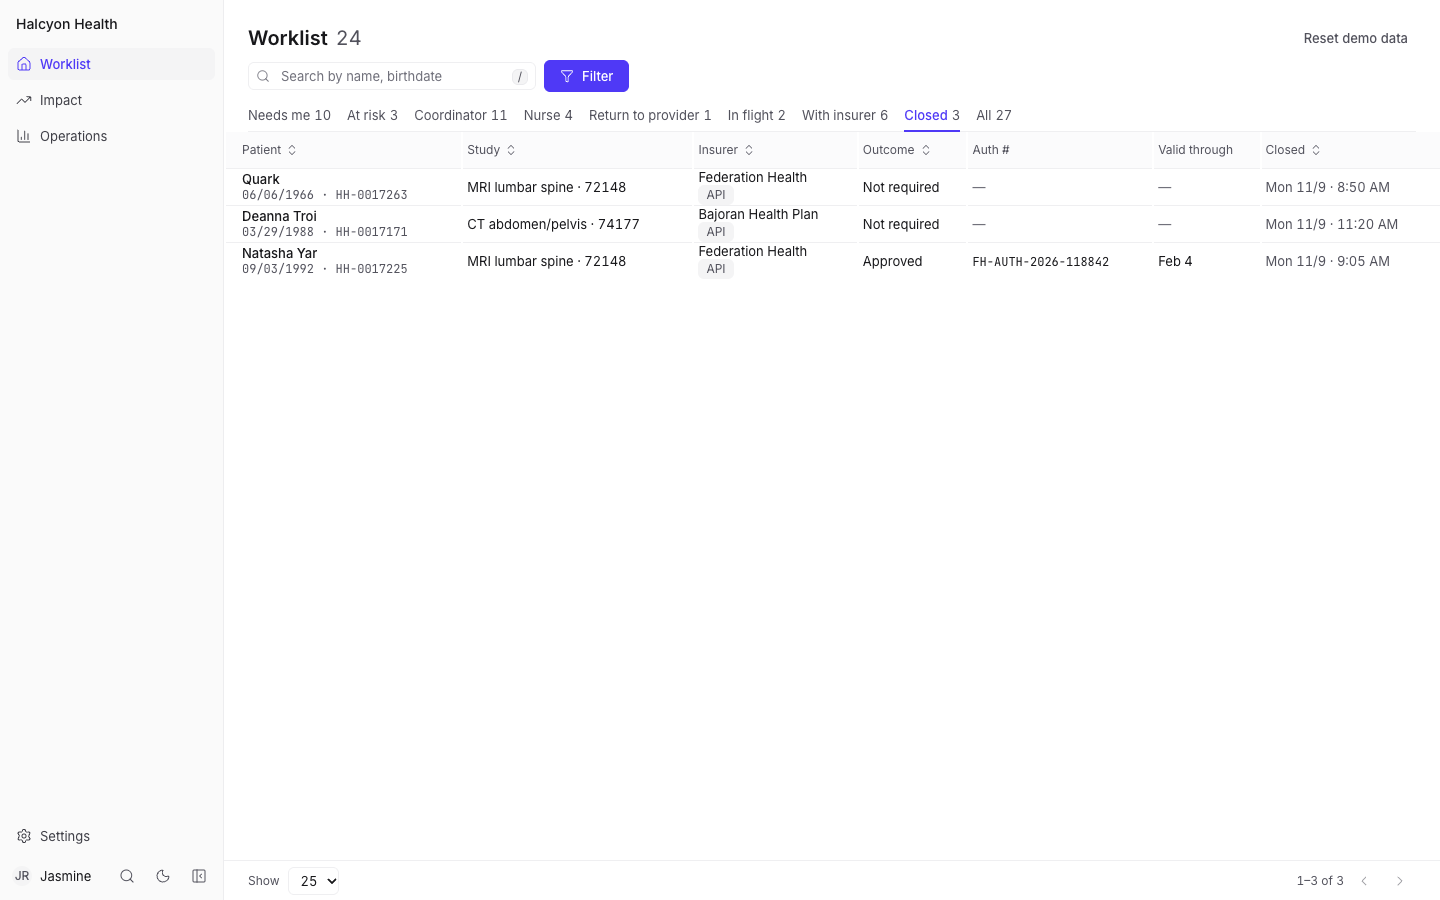 Halcyon Health
Worklist
Impact
Operations
Settings
JR Jasmine
Worklist 24
Reset demo data
Search by name, birthdate /
Filter
Needs me 10 At risk 3 Coordinator 11 Nurse 4 Return to provider 1 In flight 2 With insurer 6 Closed 3 All 27
Patient Study Insurer Outcome Auth # Valid through Closed
Quark
06/06/1966 · HH-0017263
MRI lumbar spine · 72148
Federation Health
API
Not required
—
—
Mon 11/9 · 8:50 AM
Deanna Troi
03/29/1988 · HH-0017171
CT abdomen/pelvis · 74177
Bajoran Health Plan
API
Not required
—
—
Mon 11/9 · 11:20 AM
Natasha Yar
09/03/1992 · HH-0017225
MRI lumbar spine · 72148
Federation Health
API
Approved
FH-AUTH-2026-118842
Feb 4
Mon 11/9 · 9:05 AM
Show 25
1–3 of 3